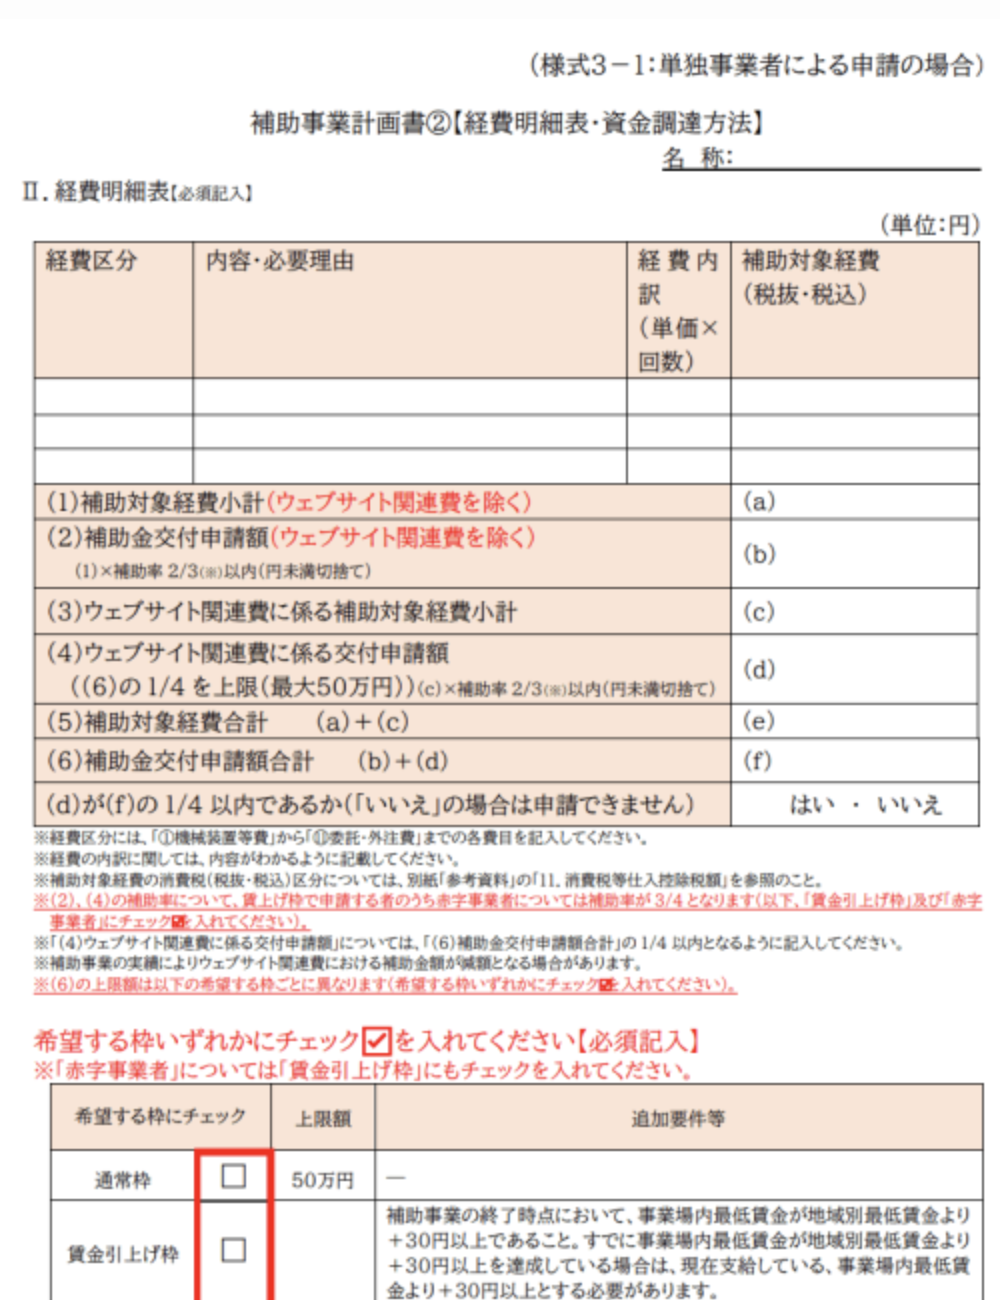 （様式３－１：単独事業者による申請の場合）
補助事業計画書②【経費明細表・資金調達方法】
名　称：
Ⅱ．経費明細表【必須記入】
（単位：円）
経費区分
内容・必要理由
経費内訳（単価×回数）
補助対象経費（税抜・税込）
（１）補助対象経費小計（ウェブサイト関連費を除く）
（a）
（２）補助金交付申請額（ウェブサイト関連費を除く）
（１）×補助率 2/3（※）以内（円未満切捨て）
（b）
（３）ウェブサイト関連費に係る補助対象経費小計
（c）
（４）ウェブサイト関連費に係る交付申請額
（（６）の 1/4 を上限（最大50万円））（c）×補助率 2/3（※）以内（円未満切捨て）
（d）
（５）補助対象経費合計　　（a）＋（c）
（e）
（６）補助金交付申請額合計　　（b）＋（d）
（f）
（d）が（f）の 1/4 以内であるか（「いいえ」の場合は申請できません）
はい　・　いいえ
※経費区分には、「①機械装置等費」から「⑪委託・外注費」までの各費目を記入してください。
※経費の内訳に関しては、内容がわかるように記載してください。
※補助対象経費の消費税（税抜・税込）区分については、別紙「参考資料」の「11．消費税等仕入控除税額」を参照のこと。
※（２）、（４）の補助率について、賃上げ枠で申請する者のうち赤字事業者については補助率が 3/4 となります（以下、「賃金引上げ枠」及び「赤字
事業者」にチェック☑を入れてください）。
※「（４）ウェブサイト関連費に係る交付申請額」については、「（６）補助金交付申請額合計」の 1/4 以内となるように記入してください。
※補助事業の実績によりウェブサイト関連費における補助金額が減額となる場合があります。
※（６）の上限額は以下の希望する枠ごとに異なります（希望する枠いずれかにチェック☑を入れてください）。
希望する枠いずれかにチェック☑を入れてください【必須記入】
※「赤字事業者」については「賃金引上げ枠」にもチェックを入れてください。
希望する枠にチェック
上限額
追加要件等
通常枠
□
50万円
―
賃金引上げ枠
□
補助事業の終了時点において、事業場内最低賃金が地域別最低賃金より
＋30円以上であること。すでに事業場内最低賃金が地域別最低賃金より
＋30円以上を達成している場合は、現在支給している、事業場内最低賃
金より＋30円以上とする必要があります。